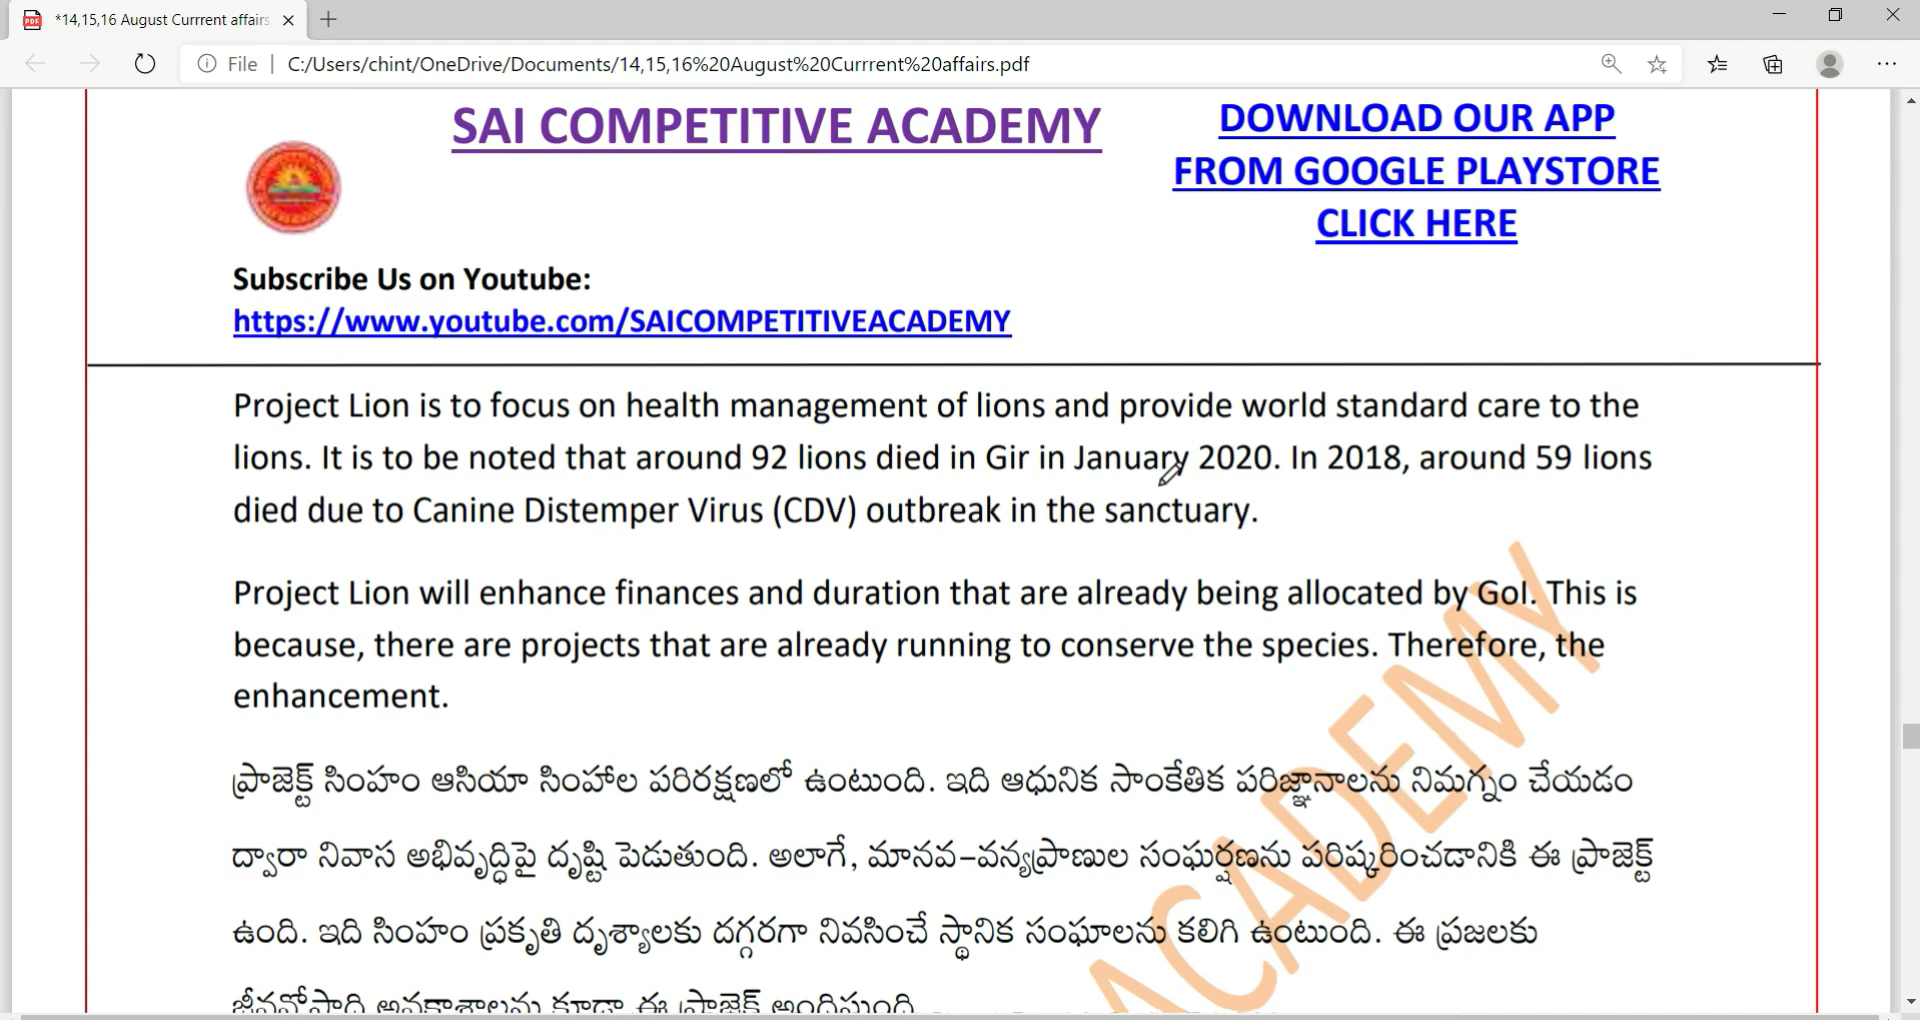 *14,15,16 August Currrent affairs
File | C:/Users/chint/OneDrive/Documents/14,15,16%20August%20Currrent%20affairs.pdf
SAI COMPETITIVE ACADEMY
DOWNLOAD OUR APP
FROM GOOGLE PLAYSTORE
CLICK HERE
Subscribe Us on Youtube:
https://www.youtube.com/SAICOMPETITIVEACADEMY
Project Lion is to focus on health management of lions and provide world standard care to the
lions. It is to be noted that around 92 lions died in Gir in January 2020. In 2018, around 59 lions
died due to Canine Distemper Virus (CDV) outbreak in the sanctuary.
Project Lion will enhance finances and duration that are already being allocated by GoI. This is
because, there are projects that are already running to conserve the species. Therefore, the
enhancement.
ప్రాజెక్ట్ సింహం ఆసియా సింహాల పరిరక్షణలో ఉంటుంది. ఇది ఆధునిక సాంకేతిక పరిజ్ఞానాలను నిమగ్నం చేయడం
ద్వారా నివాస అభివృద్ధిపై దృష్టి పెడుతుంది. అలాగే, మానవ-వన్యప్రాణుల సంఘర్షణను పరిష్కరించడానికి ఈ ప్రాజెక్ట్
ఉంది. ఇది సింహం ప్రకృతి దృశ్యాలకు దగ్గరగా నివసించే స్థానిక సంఘాలను కలిగి ఉంటుంది. ఈ ప్రజలకు
జీవనోపాధి అవకాశాలను కూడా ఈ ప్రాజెక్ట్ అందిస్తుంది.
ACADEMY